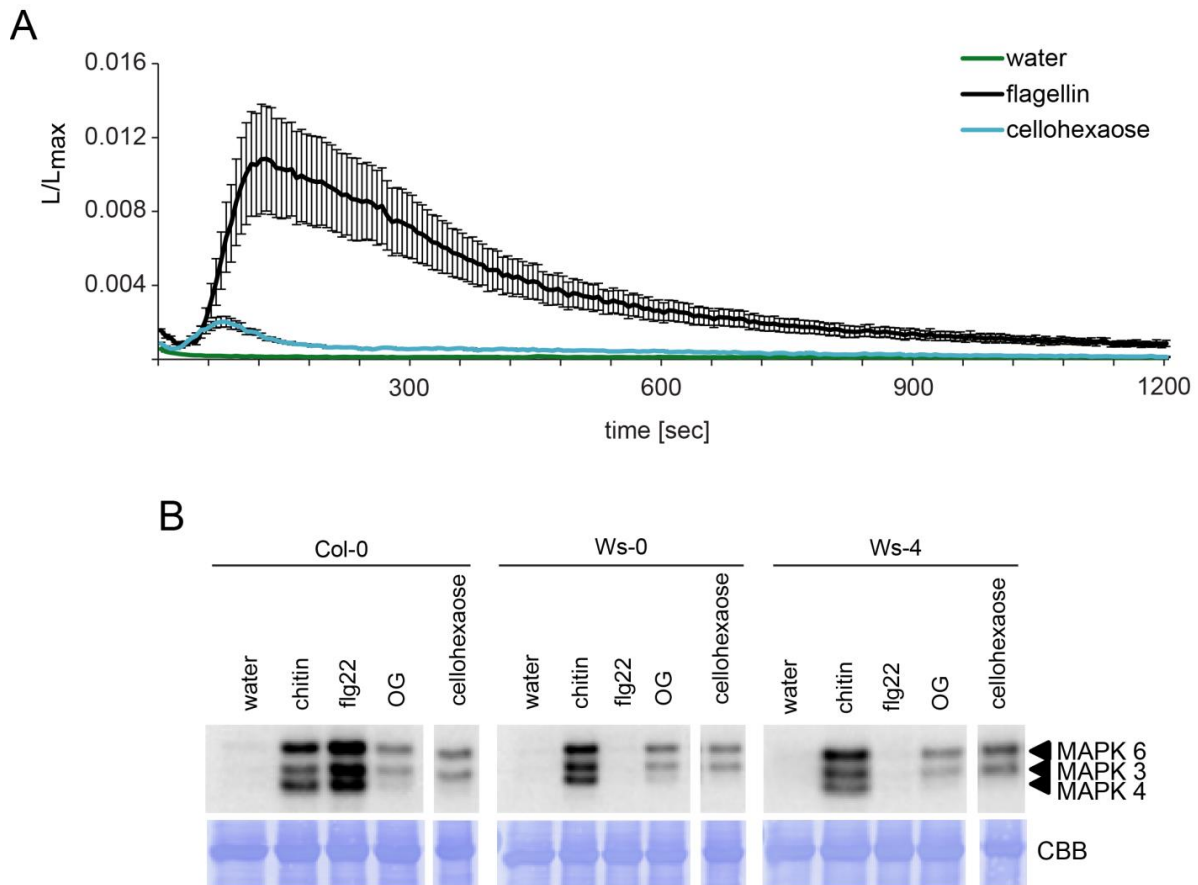 A
0.016
0.012
0.008
0.004
L/Lmax
water
flagellin
cellohexaose
300
600
900
1200
time [sec]
B
Col-0
Ws-0
Ws-4
water
chitin
flg22
OG
cellohexaose
water
chitin
flg22
OG
cellohexaose
water
chitin
flg22
OG
cellohexaose
MAPK 6
MAPK 3
MAPK 4
CBB